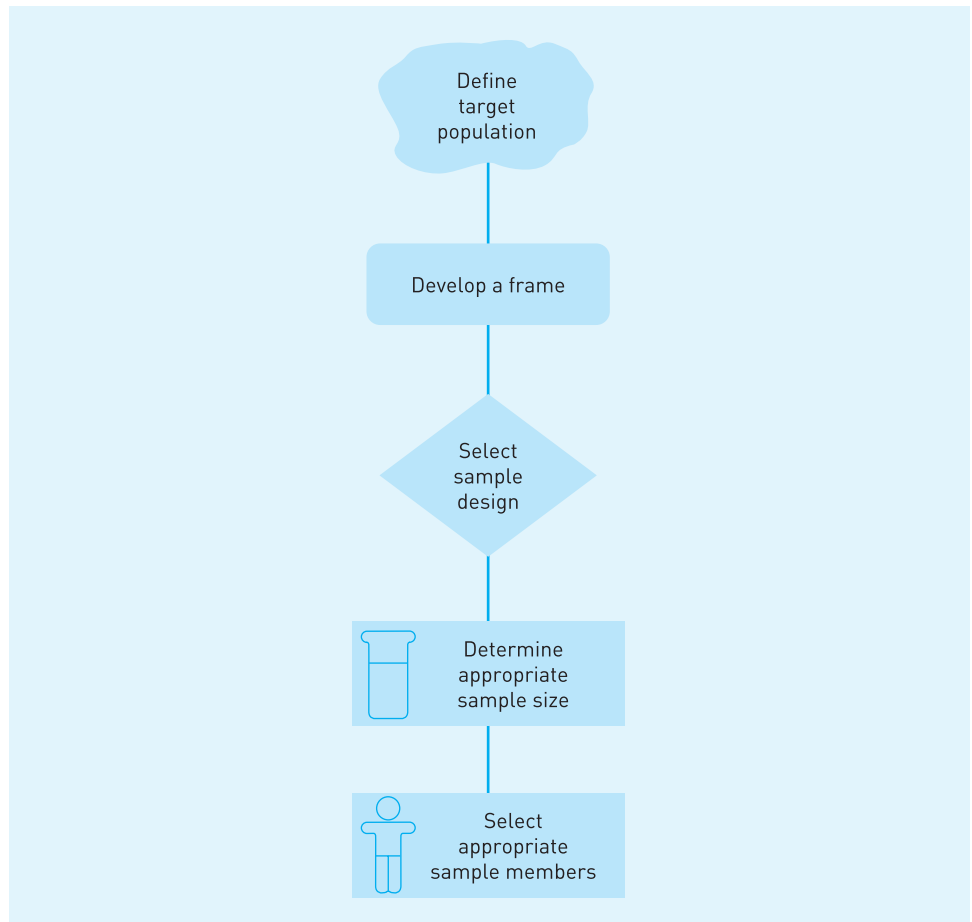 Define
target
population
Develop a frame
Select
sample
design
Determine
appropriate
sample size
Select
appropriate
sample members